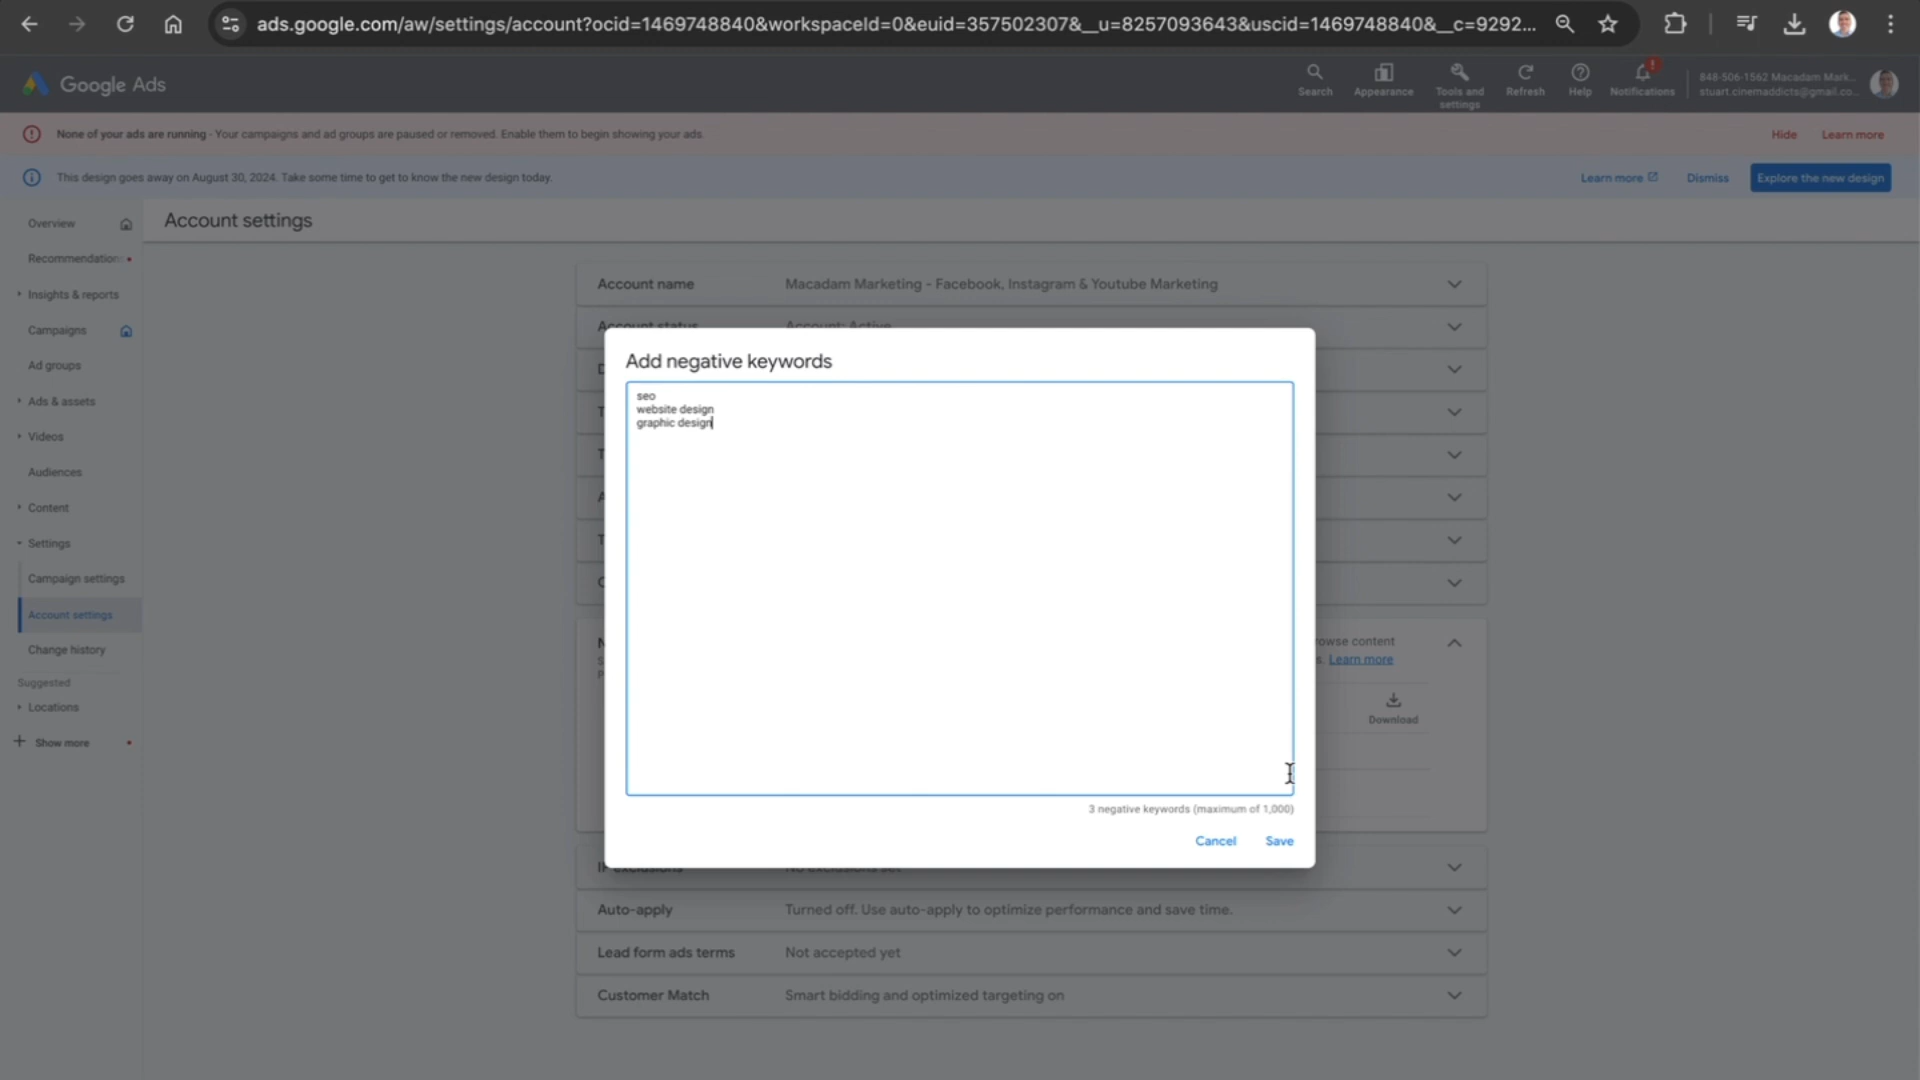 ads.google.com/aw/settings/account?ocid=1469748840&workspaceId=0&euid=357502307&__u=8257093643&uscid=1469748840&__c=9292...
Google Ads
Search
Appearance
Tools and settings
Refresh
Help
Notifications
848-506-1562 Macadam Mark...
stuart.cinemaddicts@gmail.co...
None of your ads are running - Your campaigns and ad groups are paused or removed. Enable them to begin showing your ads.
Hide
Learn more
This design goes away on August 30, 2024. Take some time to get to know the new design today.
Learn more
Dismiss
Explore the new design
Overview
Recommendations
Insights & reports
Campaigns
Ad groups
Ads & assets
Videos
Audiences
Content
Settings
Campaign settings
Account settings
Change history
Suggested
Locations
Show more
Account settings
Account name
Macadam Marketing - Facebook, Instagram & Youtube Marketing
Account status
Account: Active
Add negative keywords
seo
website design
graphic design
3 negative keywords (maximum of 1,000)
Cancel
Save
rowse content
s. Learn more
Download
IP exclusions
No exclusions set
Auto-apply
Turned off. Use auto-apply to optimize performance and save time.
Lead form ads terms
Not accepted yet
Customer Match
Smart bidding and optimized targeting on